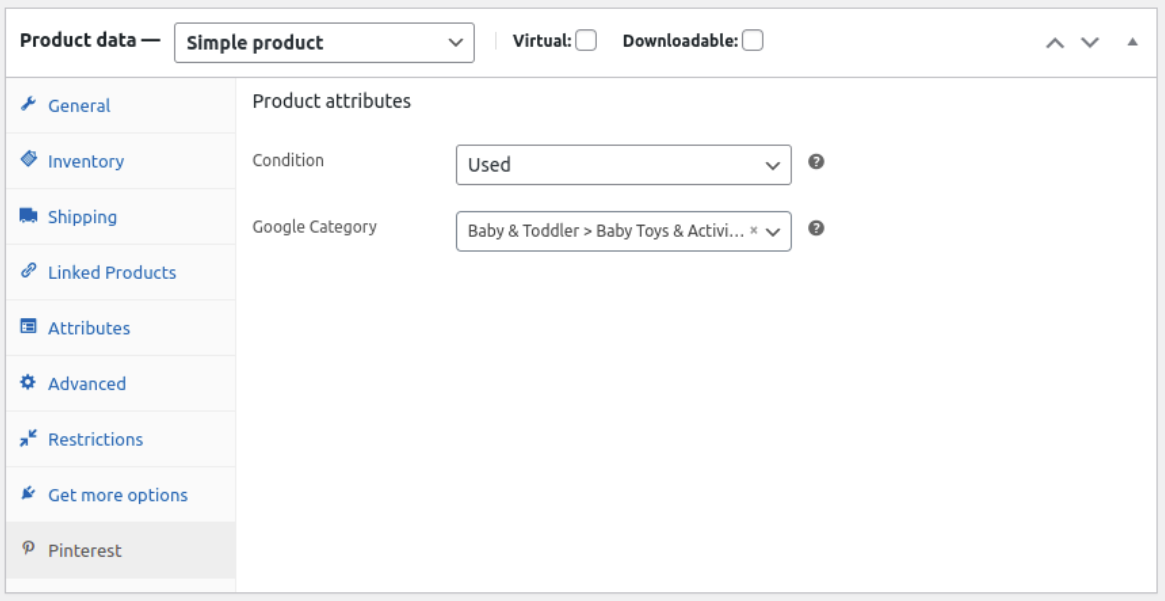 Product data — Simple product Virtual: Downloadable:
General
Inventory
Shipping
Linked Products
Attributes
Advanced
Restrictions
Get more options
Pinterest
Product attributes
Condition Used
Google Category Baby & Toddler > Baby Toys & Activi... ×